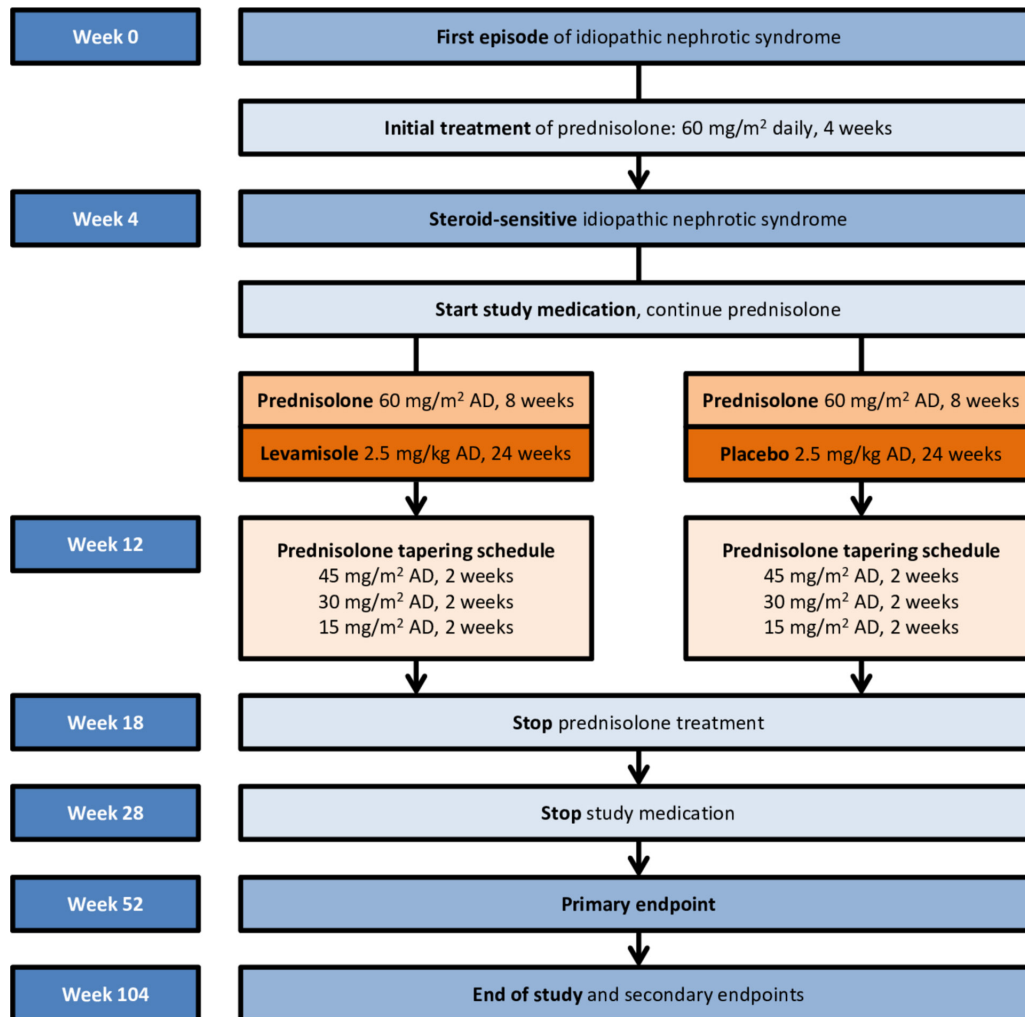 Week 0
First episode of idiopathic nephrotic syndrome
Initial treatment of prednisolone: 60 mg/m² daily, 4 weeks
Week 4
Steroid-sensitive idiopathic nephrotic syndrome
Start study medication, continue prednisolone
Prednisolone 60 mg/m² AD, 8 weeks
Levamisole 2.5 mg/kg AD, 24 weeks
Prednisolone 60 mg/m² AD, 8 weeks
Placebo 2.5 mg/kg AD, 24 weeks
Week 12
Prednisolone tapering schedule
45 mg/m² AD, 2 weeks
30 mg/m² AD, 2 weeks
15 mg/m² AD, 2 weeks
Prednisolone tapering schedule
45 mg/m² AD, 2 weeks
30 mg/m² AD, 2 weeks
15 mg/m² AD, 2 weeks
Week 18
Stop prednisolone treatment
Week 28
Stop study medication
Week 52
Primary endpoint
Week 104
End of study and secondary endpoints